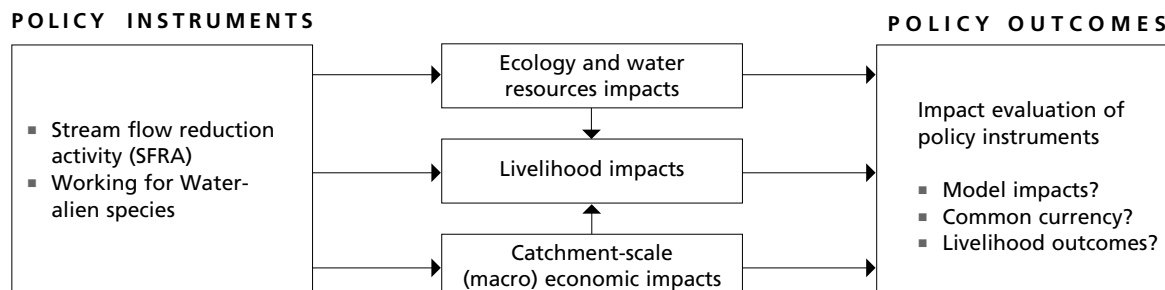 POLICY INSTRUMENTS
▪ Stream flow reduction
activity (SFRA)
▪ Working for Water-
alien species
Ecology and water
resources impacts
Livelihood impacts
Catchment-scale
(macro) economic impacts
POLICY OUTCOMES
Impact evaluation of
policy instruments
▪ Model impacts?
▪ Common currency?
▪ Livelihood outcomes?